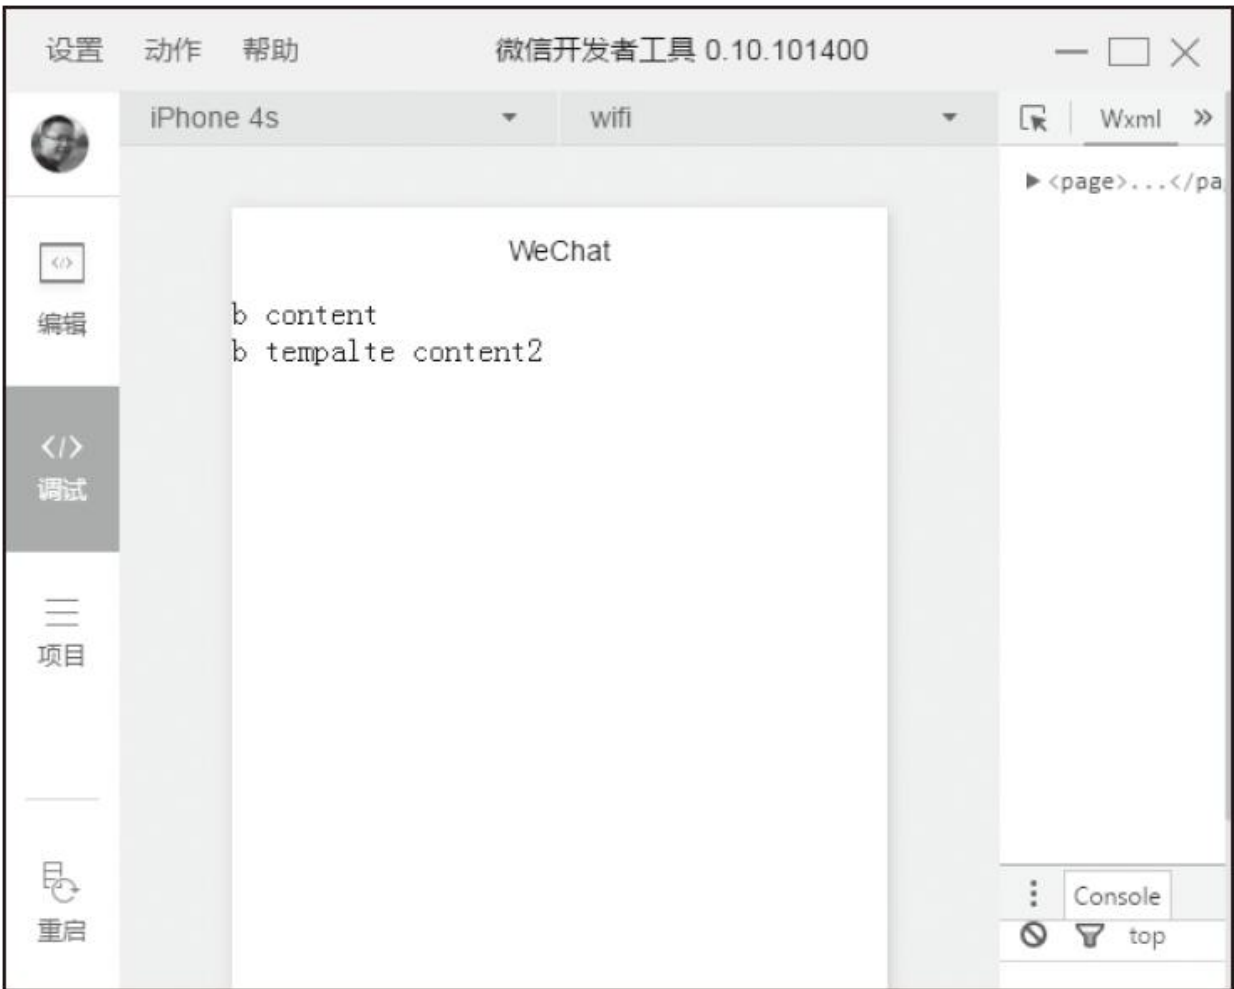 设置 动作 帮助 微信开发者工具 0.10.101400
iPhone 4s wifi Wxml »
<page>...</pa
WeChat
b content
b tempalte content2
</>
编辑
</>
调试
项目
重启
Console
top